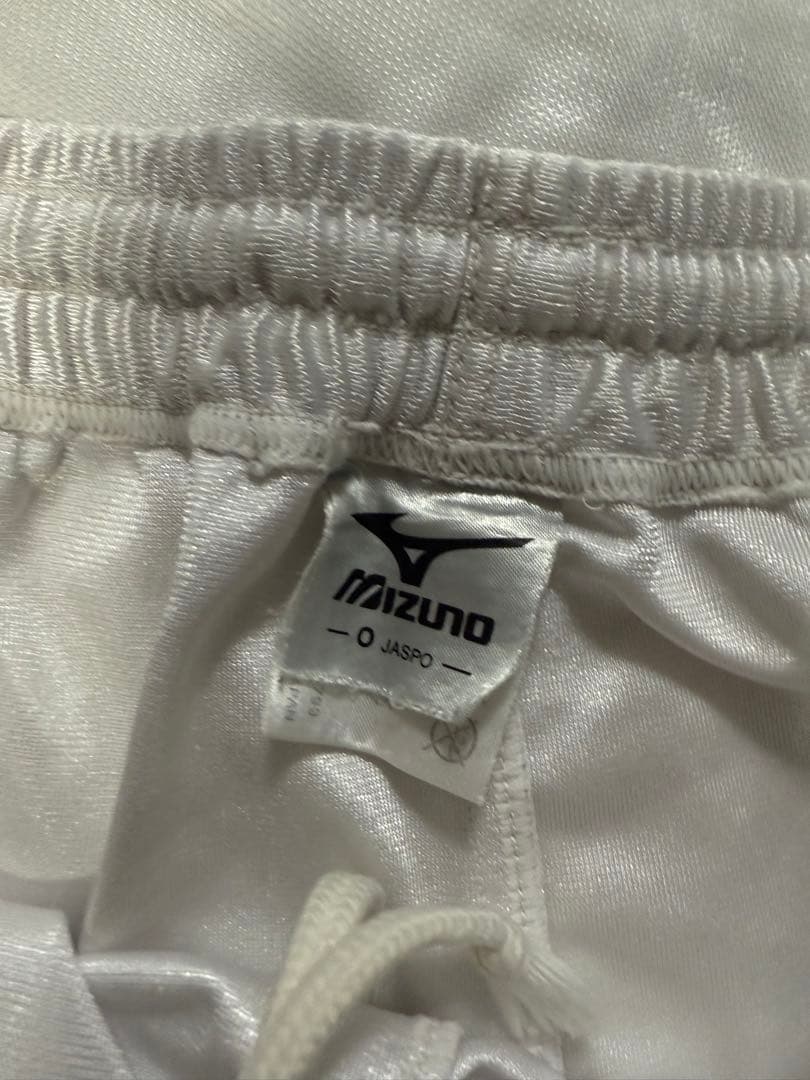 MIZUNO
— O JASPO —